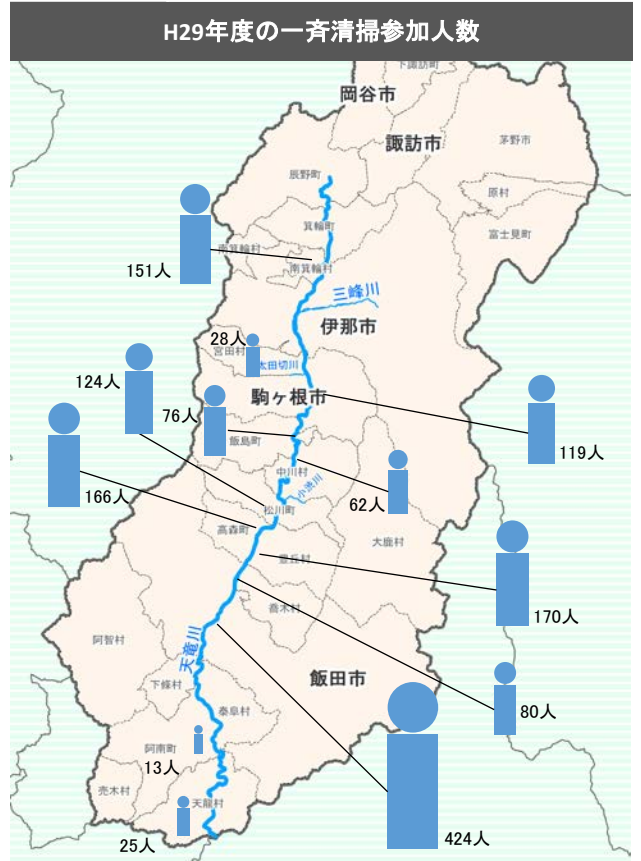 H29年度の一斉清掃参加人数
下諏訪町
岡谷市
諏訪市
茅野市
辰野町
原村
箕輪町
富士見町
南箕輪村
151人
南箕輪村
三峰川
伊那市
28人
宮田村
太田切川
124人
駒ヶ根市
76人
飯島町
119人
中川村
166人
62人
小渋川
松川町
高森町
大鹿村
豊丘村
喬木村
170人
阿智村
天竜川
飯田市
下條村
泰阜村
80人
阿南町
13人
売木村
天龍村
25人
424人